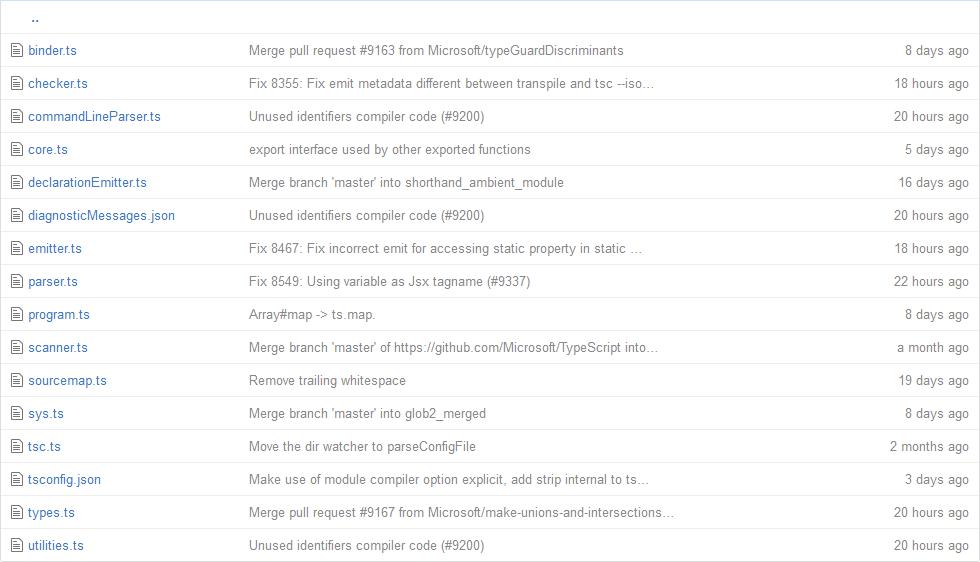 ..
binder.ts Merge pull request #9163 from Microsoft/typeGuardDiscriminants 8 days ago
checker.ts Fix 8355: Fix emit metadata different between transpile and tsc --iso… 18 hours ago
commandLineParser.ts Unused identifiers compiler code (#9200) 20 hours ago
core.ts export interface used by other exported functions 5 days ago
declarationEmitter.ts Merge branch 'master' into shorthand_ambient_module 16 days ago
diagnosticMessages.json Unused identifiers compiler code (#9200) 20 hours ago
emitter.ts Fix 8467: Fix incorrect emit for accessing static property in static … 18 hours ago
parser.ts Fix 8549: Using variable as Jsx tagname (#9337) 22 hours ago
program.ts Array#map -> ts.map. 8 days ago
scanner.ts Merge branch 'master' of https://github.com/Microsoft/TypeScript into… a month ago
sourcemap.ts Remove trailing whitespace 19 days ago
sys.ts Merge branch 'master' into glob2_merged 8 days ago
tsc.ts Move the dir watcher to parseConfigFile 2 months ago
tsconfig.json Make use of module compiler option explicit, add strip internal to ts… 3 days ago
types.ts Merge pull request #9167 from Microsoft/make-unions-and-intersections… 20 hours ago
utilities.ts Unused identifiers compiler code (#9200) 20 hours ago